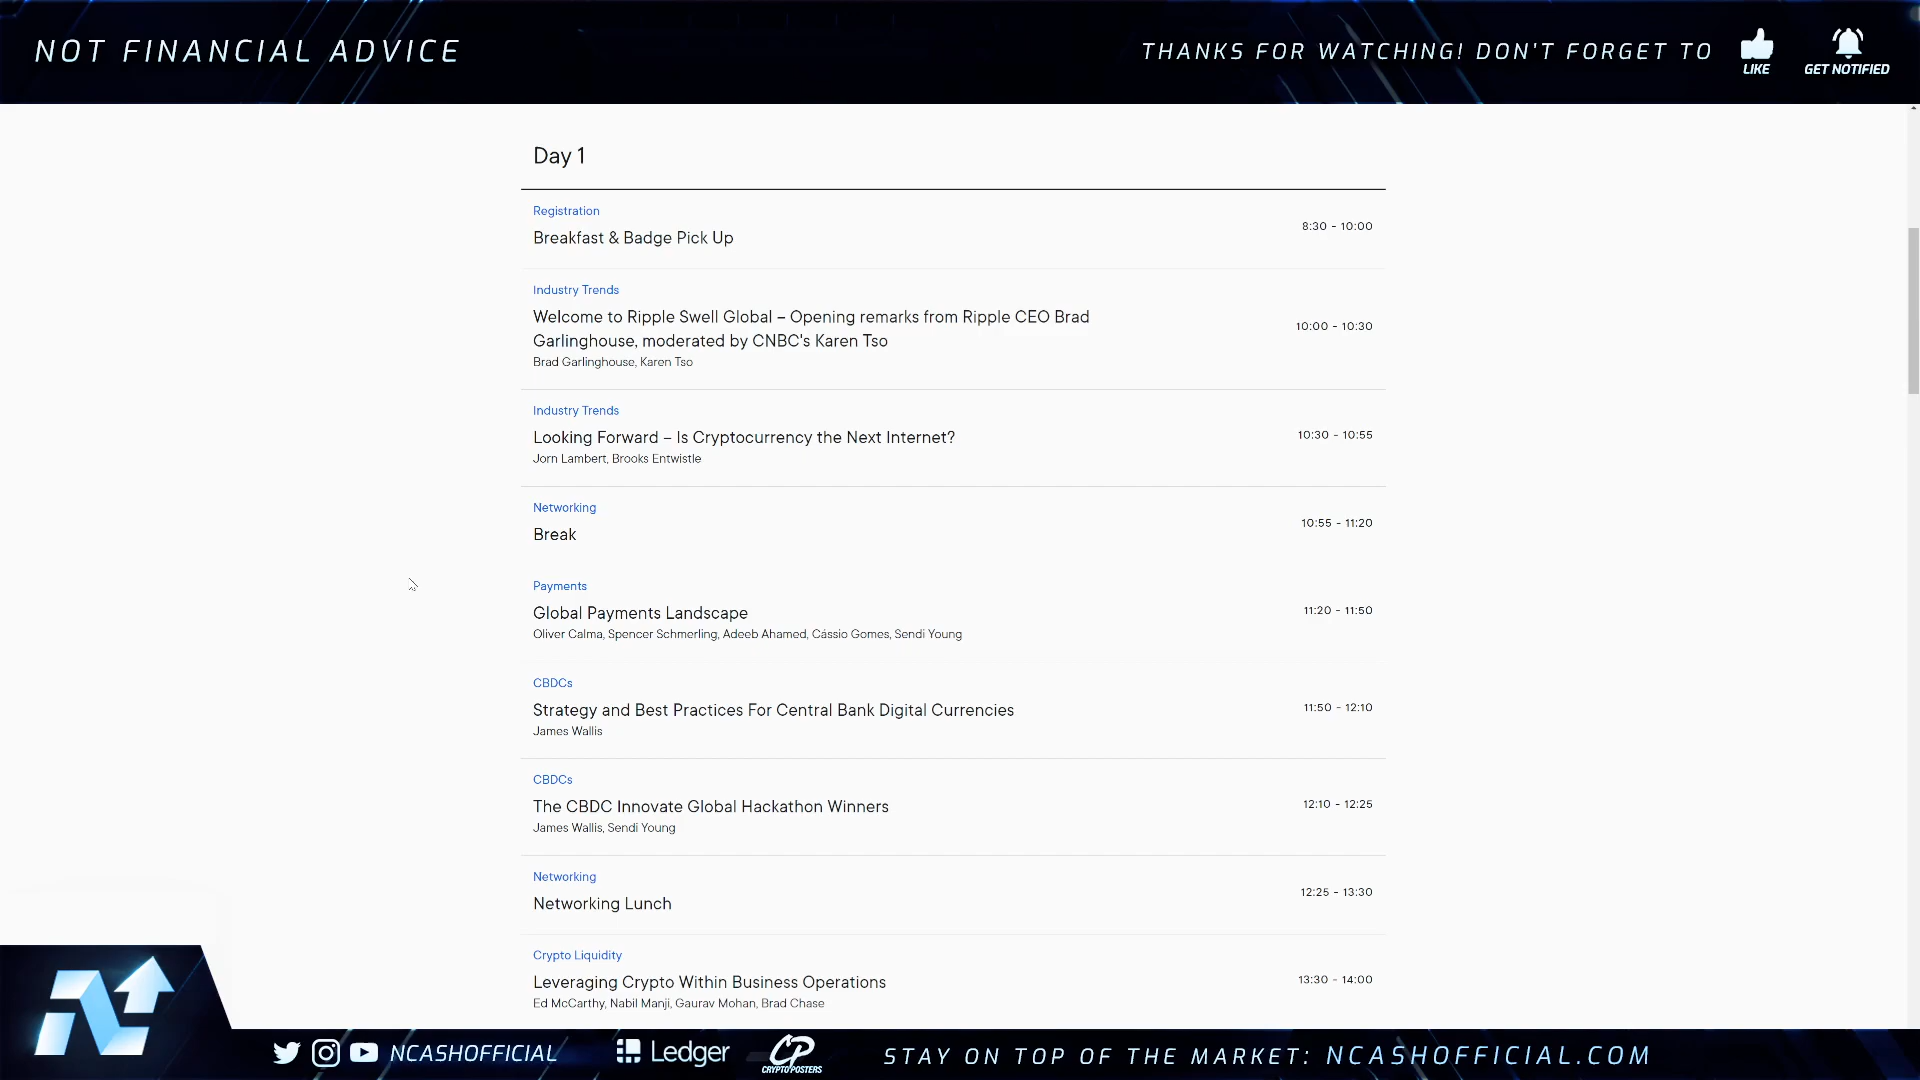 NOT FINANCIAL ADVICE
THANKS FOR WATCHING! DON'T FORGET TO
LIKE
GET NOTIFIED
Day 1
Registration
Breakfast & Badge Pick Up
8:30 - 10:00
Industry Trends
Welcome to Ripple Swell Global – Opening remarks from Ripple CEO Brad
Garlinghouse, moderated by CNBC's Karen Tso
Brad Garlinghouse, Karen Tso
10:00 - 10:30
Industry Trends
Looking Forward – Is Cryptocurrency the Next Internet?
Jorn Lambert, Brooks Entwistle
10:30 - 10:55
Networking
Break
10:55 - 11:20
Payments
Global Payments Landscape
Oliver Calma, Spencer Schmerling, Adeeb Ahamed, Cássio Gomes, Sendi Young
11:20 - 11:50
CBDCs
Strategy and Best Practices For Central Bank Digital Currencies
James Wallis
11:50 - 12:10
CBDCs
The CBDC Innovate Global Hackathon Winners
James Wallis, Sendi Young
12:10 - 12:25
Networking
Networking Lunch
12:25 - 13:30
Crypto Liquidity
Leveraging Crypto Within Business Operations
Ed McCarthy, Nabil Manji, Gaurav Mohan, Brad Chase
13:30 - 14:00
NCASHOFFICIAL
Ledger
CP
CRYPTOPOSTERS
STAY ON TOP OF THE MARKET: NCASHOFFICIAL.COM